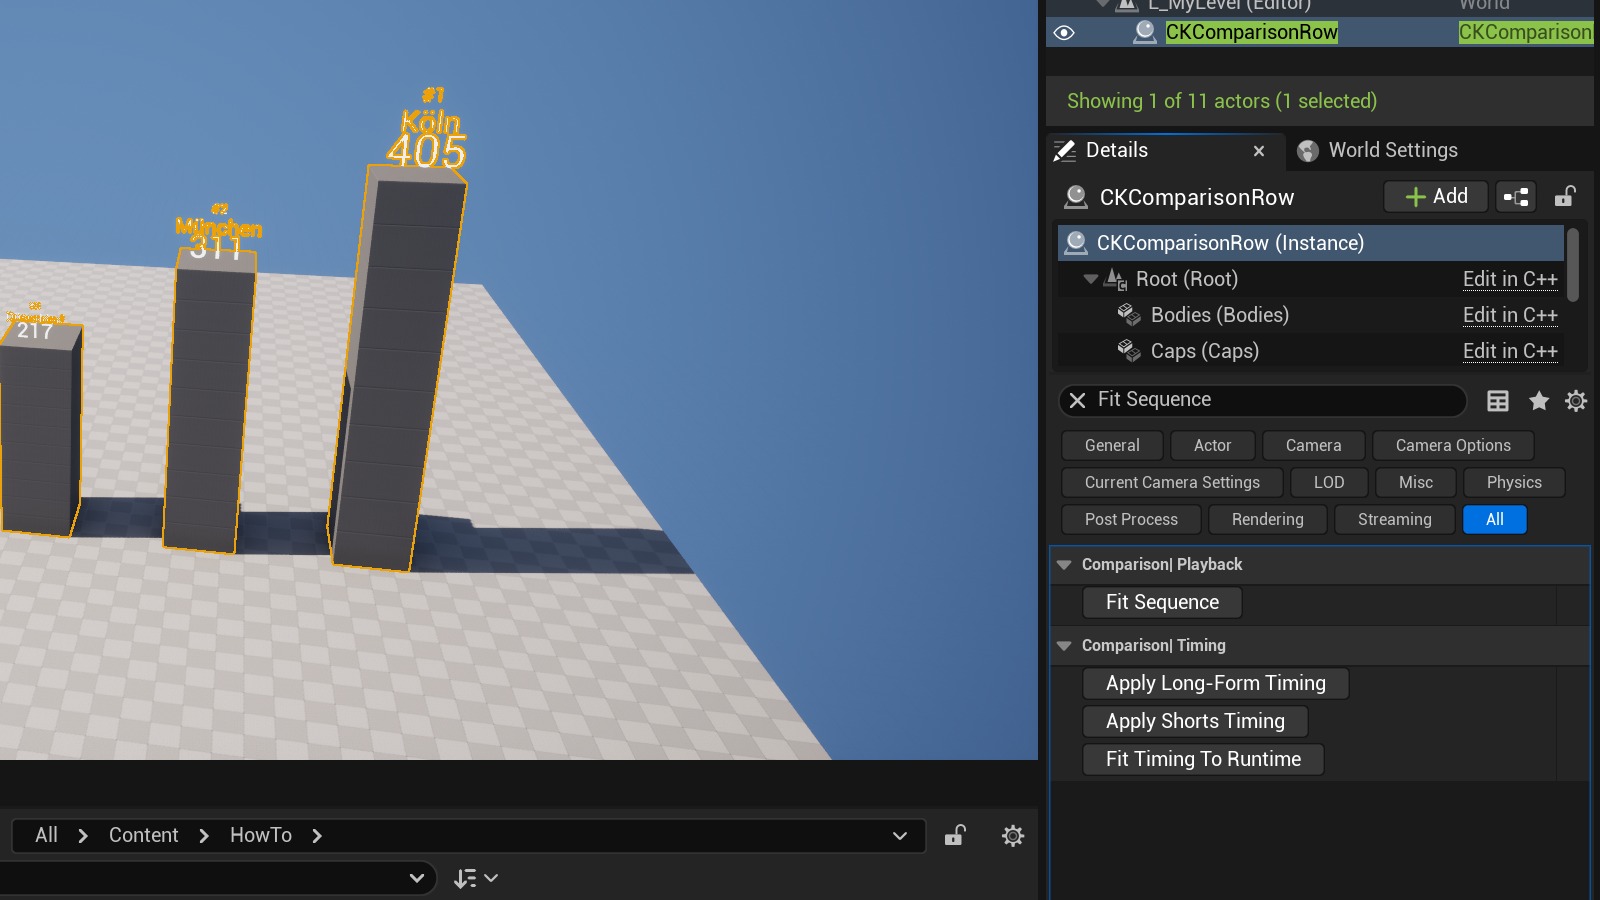 L_MyLevel (Editor) World
CKComparisonRow CKComparison
Showing 1 of 11 actors (1 selected)
Details World Settings
CKComparisonRow Add
CKComparisonRow (Instance)
Root (Root) Edit in C++
Bodies (Bodies) Edit in C++
Caps (Caps) Edit in C++
Fit Sequence
General Actor Camera Camera Options
Current Camera Settings LOD Misc Physics
Post Process Rendering Streaming All
Comparison| Playback
Fit Sequence
Comparison| Timing
Apply Long-Form Timing
Apply Shorts Timing
Fit Timing To Runtime
#1
Köln
405
#2
München
311
217
All Content HowTo